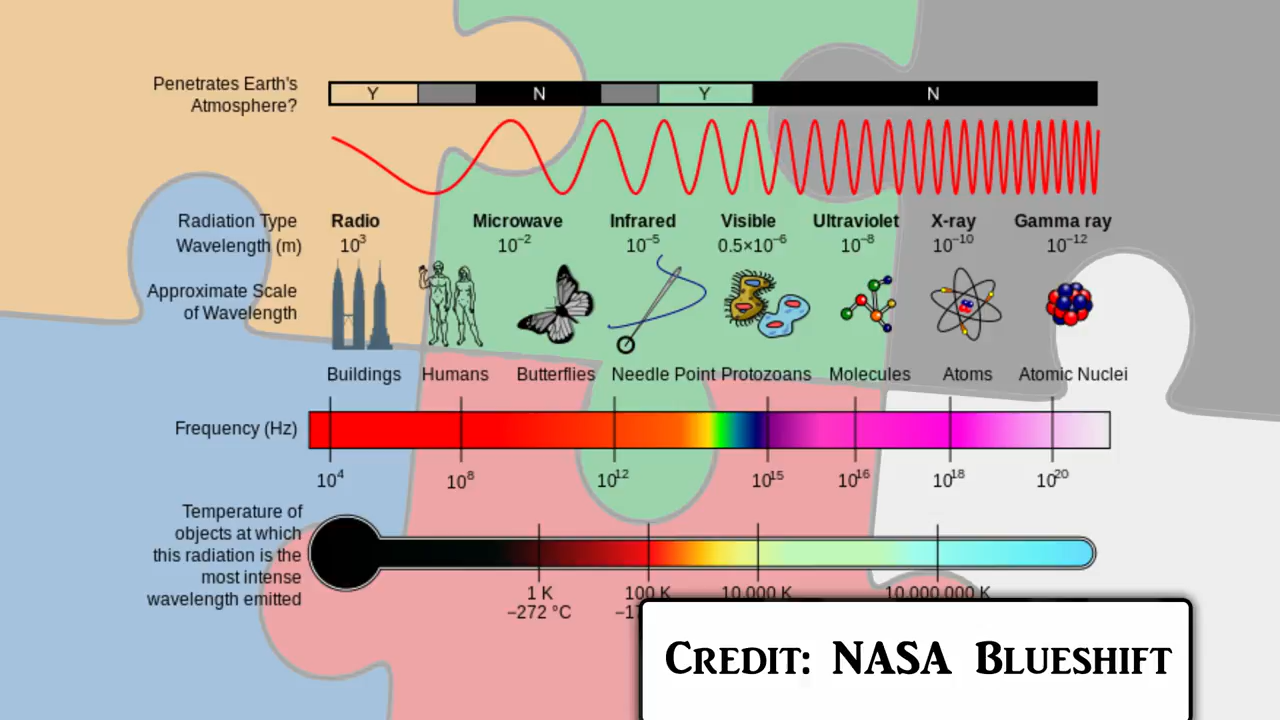 Penetrates Earth's
Atmosphere?
Y N Y N
Radiation Type
Radio Microwave Infrared Visible Ultraviolet X-ray Gamma ray
Wavelength (m)
10³ 10⁻² 10⁻⁵ 0.5×10⁻⁶ 10⁻⁸ 10⁻¹⁰ 10⁻¹²
Approximate Scale
of Wavelength
Buildings Humans Butterflies Needle Point Protozoans Molecules Atoms Atomic Nuclei
Frequency (Hz)
10⁴ 10⁸ 10¹² 10¹⁵ 10¹⁶ 10¹⁸ 10²⁰
Temperature of
objects at which
this radiation is the
most intense
wavelength emitted
1 K 100 K 10,000 K 10,000,000 K
−272 °C
Credit: NASA Blueshift